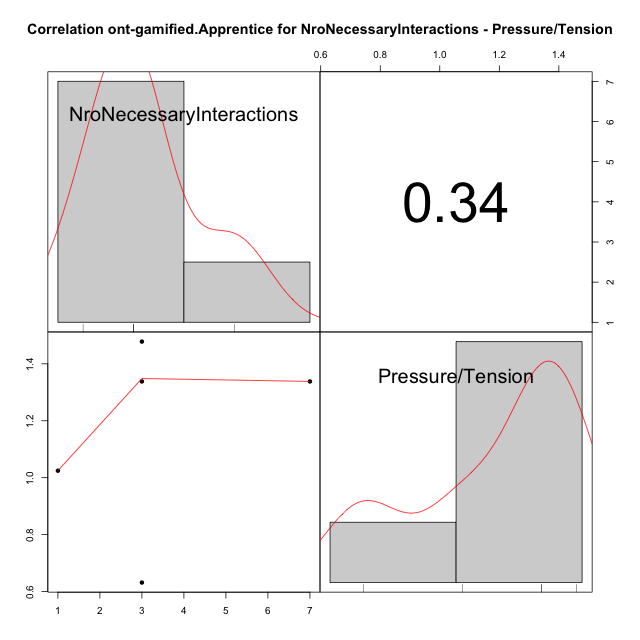 Correlation ont-gamified.Apprentice for NroNecessaryInteractions - Pressure/Tension
0.6 0.8 1.0 1.2 1.4
NroNecessaryInteractions
0.34
7
6
5
4
3
2
1
Pressure/Tension
1.4
1.2
1.0
0.8
0.6
1 2 3 4 5 6 7